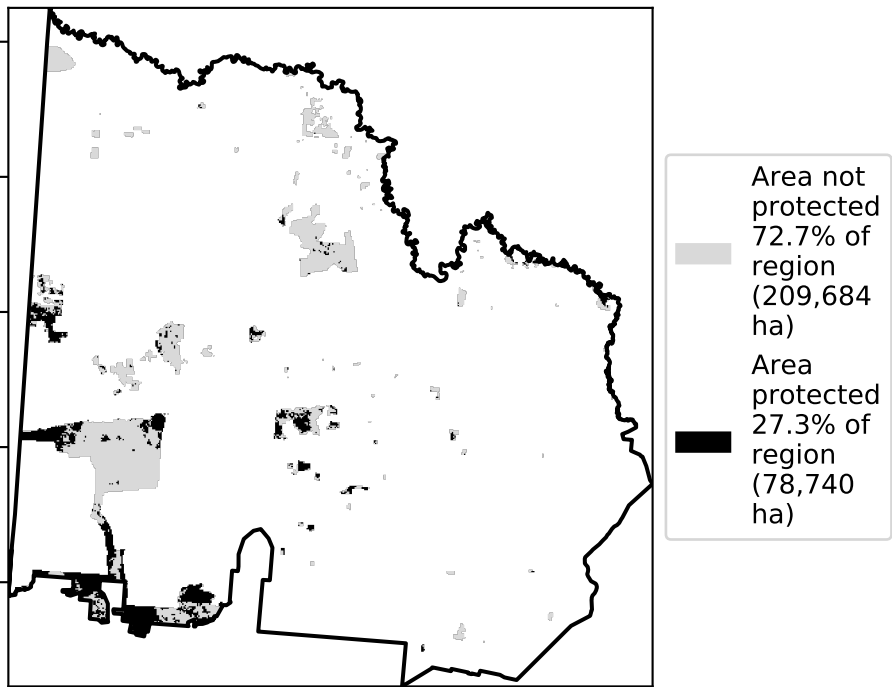 Area not
protected
72.7% of
region
(209,684
ha)
Area
protected
27.3% of
region
(78,740
ha)